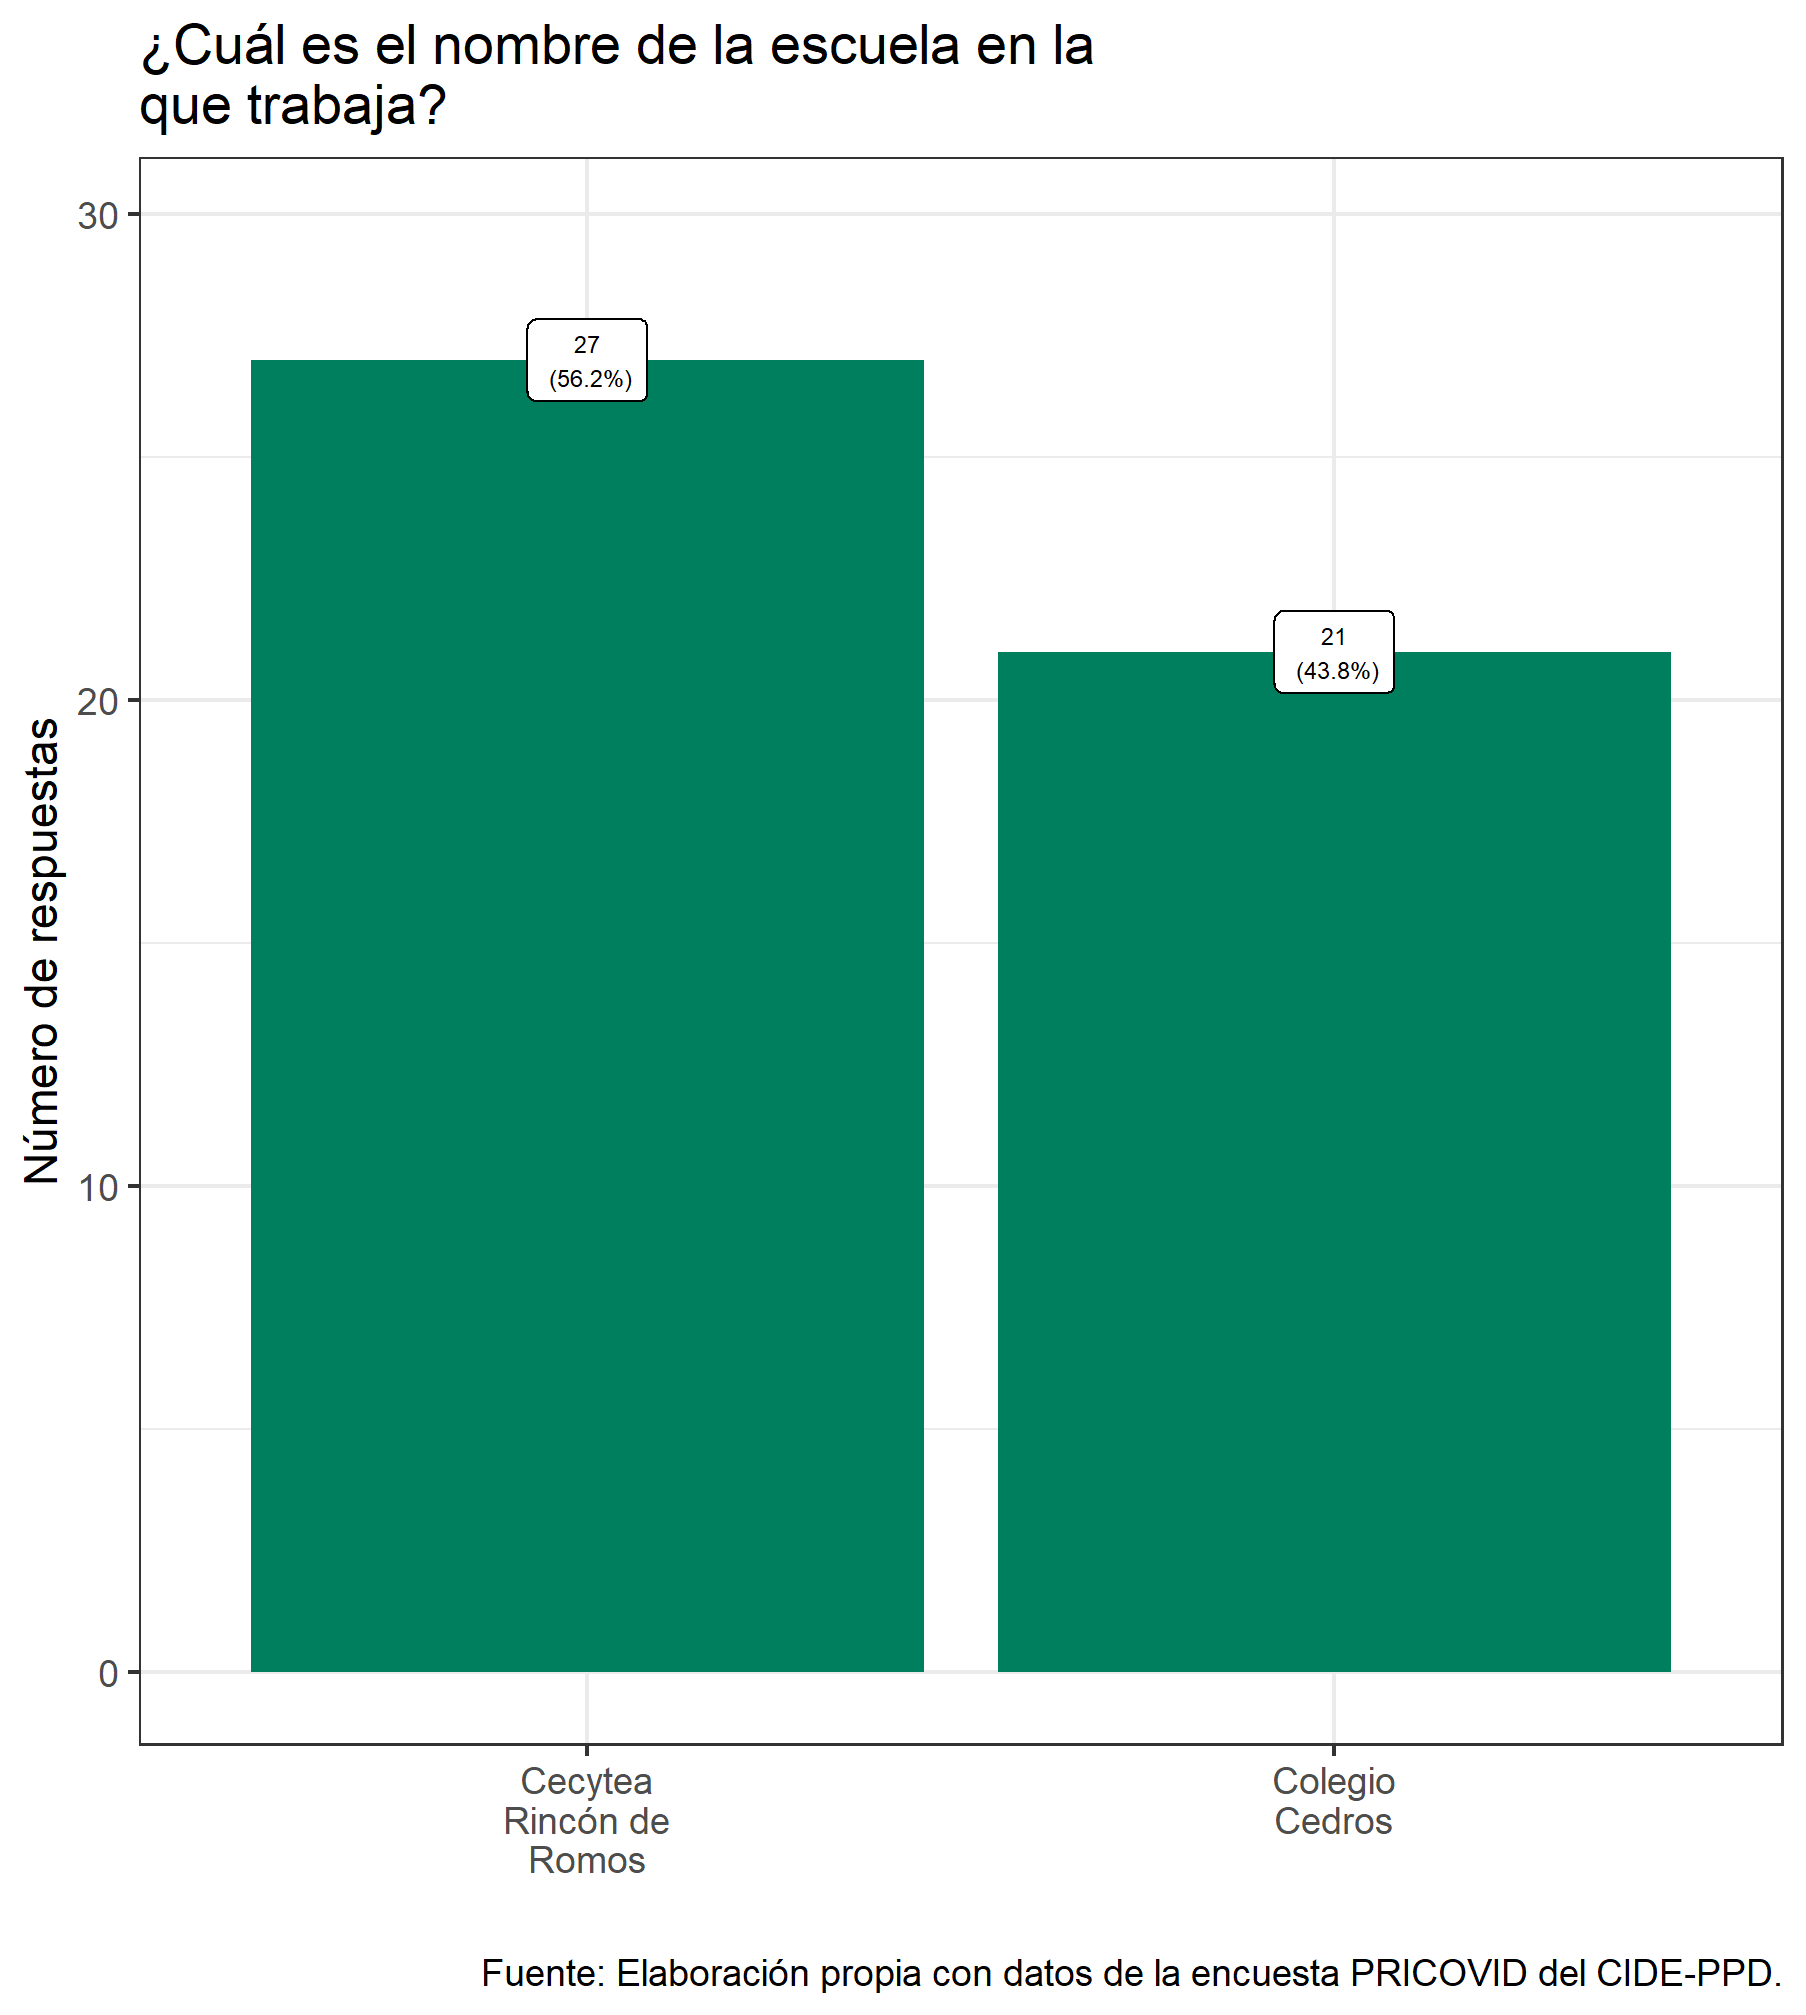 ¿Cuál es el nombre de la escuela en la
que trabaja?
Número de respuestas
30
20
10
0
27
(56.2%)
21
(43.8%)
Cecytea
Rincón de
Romos
Colegio
Cedros
Fuente: Elaboración propia con datos de la encuesta PRICOVID del CIDE-PPD.